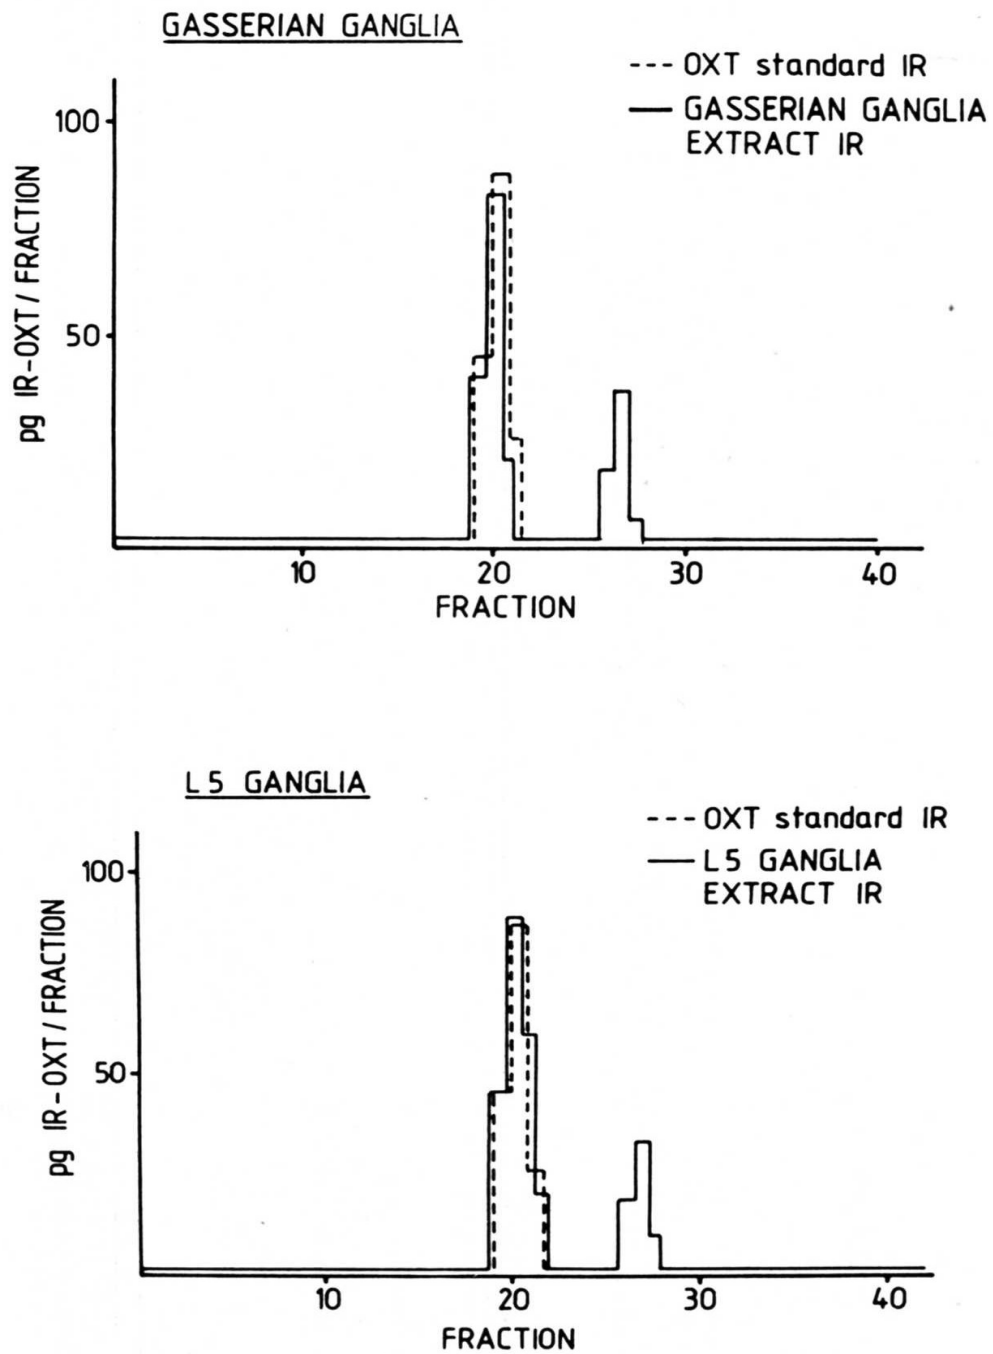 GASSERIAN GANGLIA
--- OXT standard IR
— GASSERIAN GANGLIA
EXTRACT IR
pg IR-OXT / FRACTION
100
50
10 20 30 40
FRACTION
L5 GANGLIA
--- OXT standard IR
— L5 GANGLIA
EXTRACT IR
pg IR-OXT / FRACTION
100
50
10 20 30 40
FRACTION